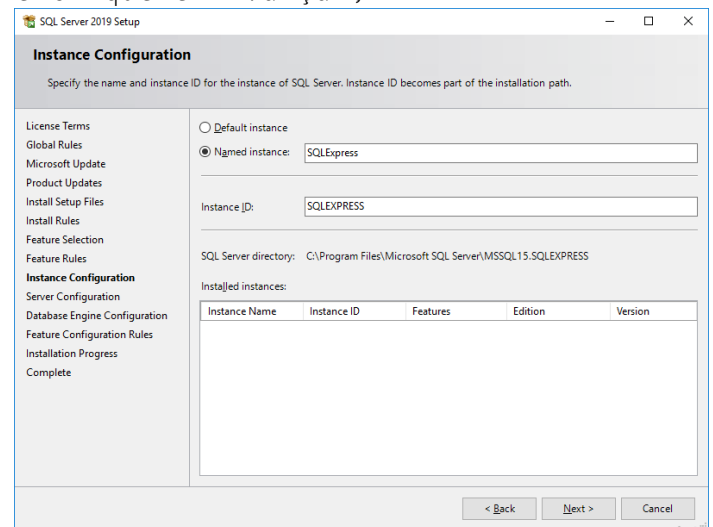 SQL Server 2019 Setup
Instance Configuration
Specify the name and instance ID for the instance of SQL Server. Instance ID becomes part of the installation path.
License Terms
Global Rules
Microsoft Update
Product Updates
Install Setup Files
Install Rules
Feature Selection
Feature Rules
Instance Configuration
Server Configuration
Database Engine Configuration
Feature Configuration Rules
Installation Progress
Complete
Default instance
Named instance: SQLExpress
Instance ID: SQLEXPRESS
SQL Server directory: C:\Program Files\Microsoft SQL Server\MSSQL15.SQLEXPRESS
Installed instances:
Instance Name Instance ID Features Edition Version
< Back Next > Cancel